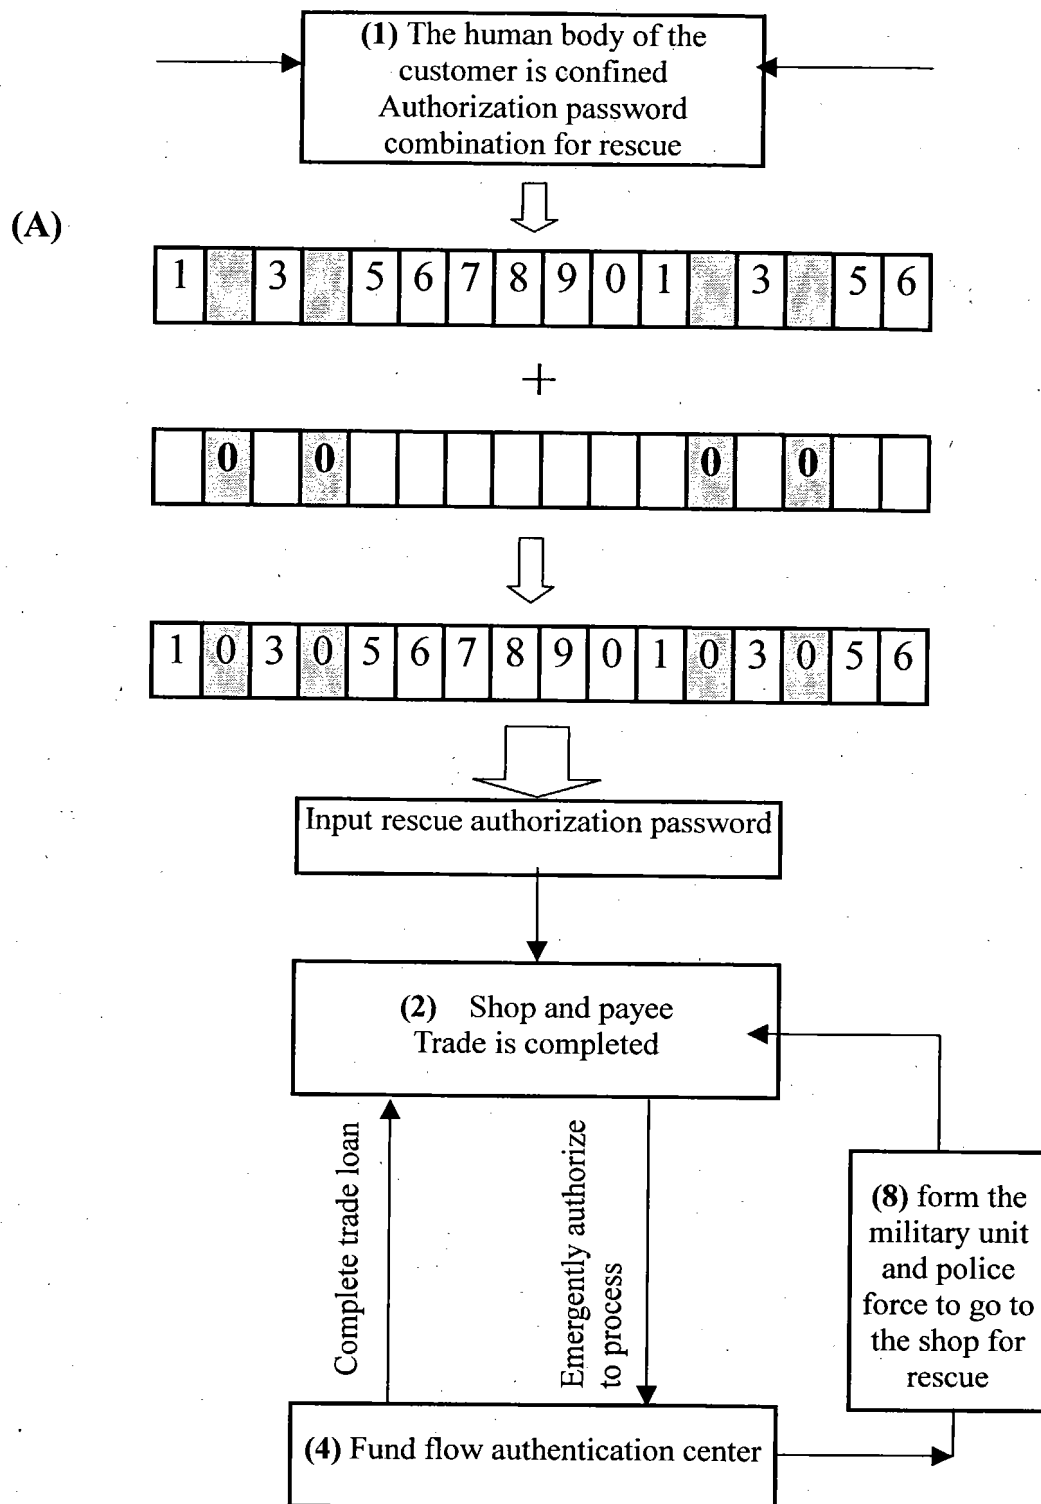 (1) The human body of the
customer is confined
Authorization password
combination for rescue
(A)
1 3 5 6 7 8 9 0 1 3 5 6
+
0 0 0 0
1 0 3 0 5 6 7 8 9 0 1 0 3 0 5 6
Input rescue authorization password
(2) Shop and payee
Trade is completed
Complete trade loan
Emergently authorize
to process
(8) form the
military unit
and police
force to go to
the shop for
rescue
(4) Fund flow authentication center